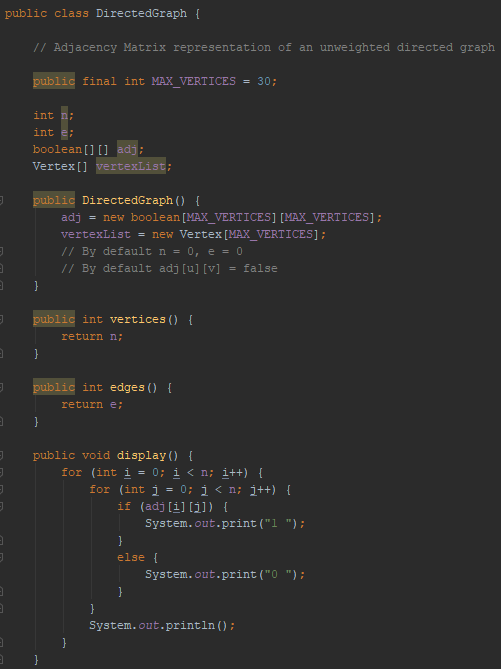 public class DirectedGraph {
// Adjacency Matrix representation of an unweighted directed graph
public final int MAX_VERTICES = 30;
int n;
int e;
boolean[][] adj;
Vertex[] vertexList;
public DirectedGraph() {
adj = new boolean[MAX_VERTICES][MAX_VERTICES];
vertexList = new Vertex[MAX_VERTICES];
// By default n = 0, e = 0
// By default adj[u][v] = false
}
public int vertices() {
return n;
}
public int edges() {
return e;
}
public void display() {
for (int i = 0; i < n; i++) {
for (int j = 0; j < n; j++) {
if (adj[i][j]) {
System.out.print("1 ");
}
else {
System.out.print("0 ");
}
}
System.out.println();
}
}